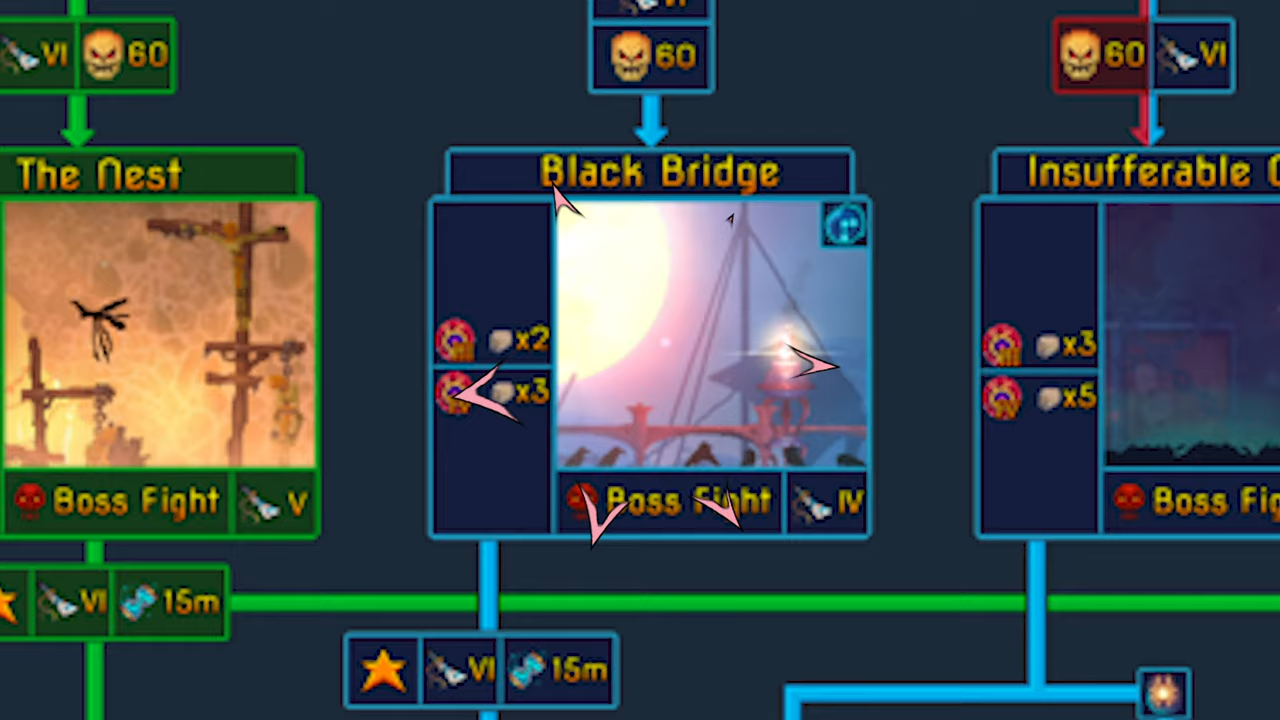 VI 60
VI
60
60 VI
The Nest
Black Bridge
Insufferable
x2
x3
x3
x5
Boss Fight V
Boss Fight IV
Boss Fig
VI 15m
VI 15m